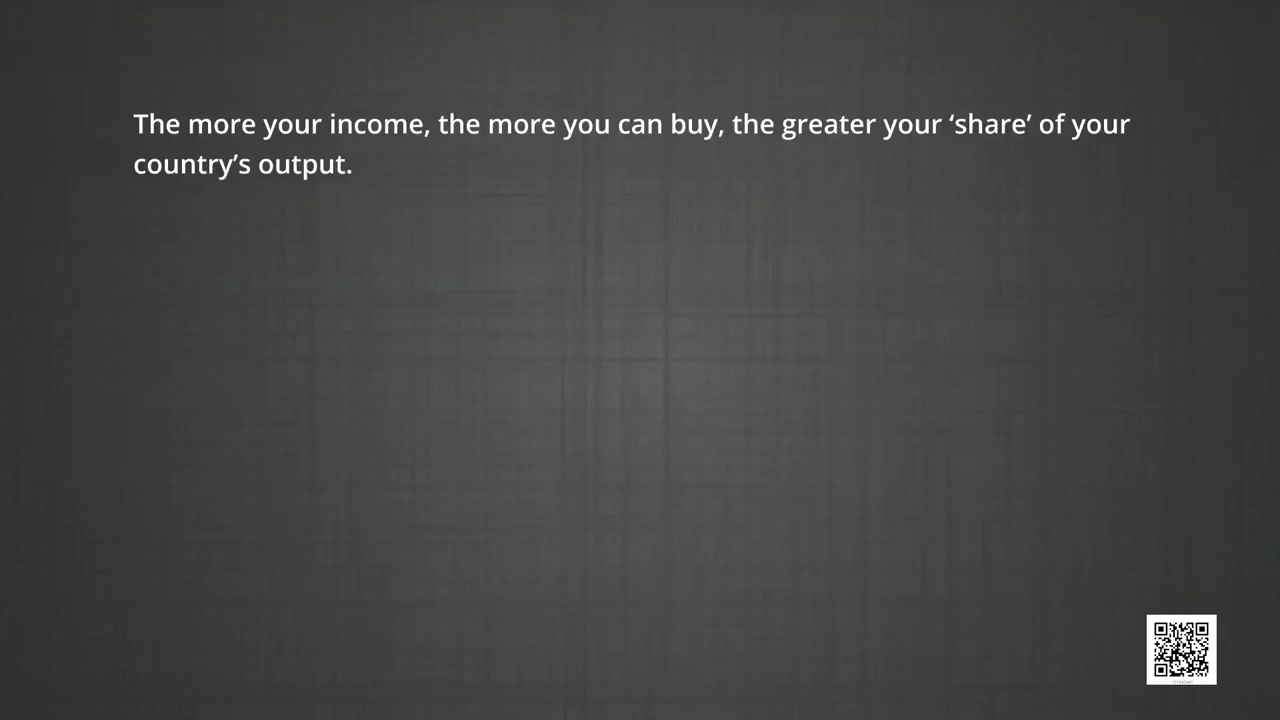 The more your income, the more you can buy, the greater your ‘share’ of your
country’s output.